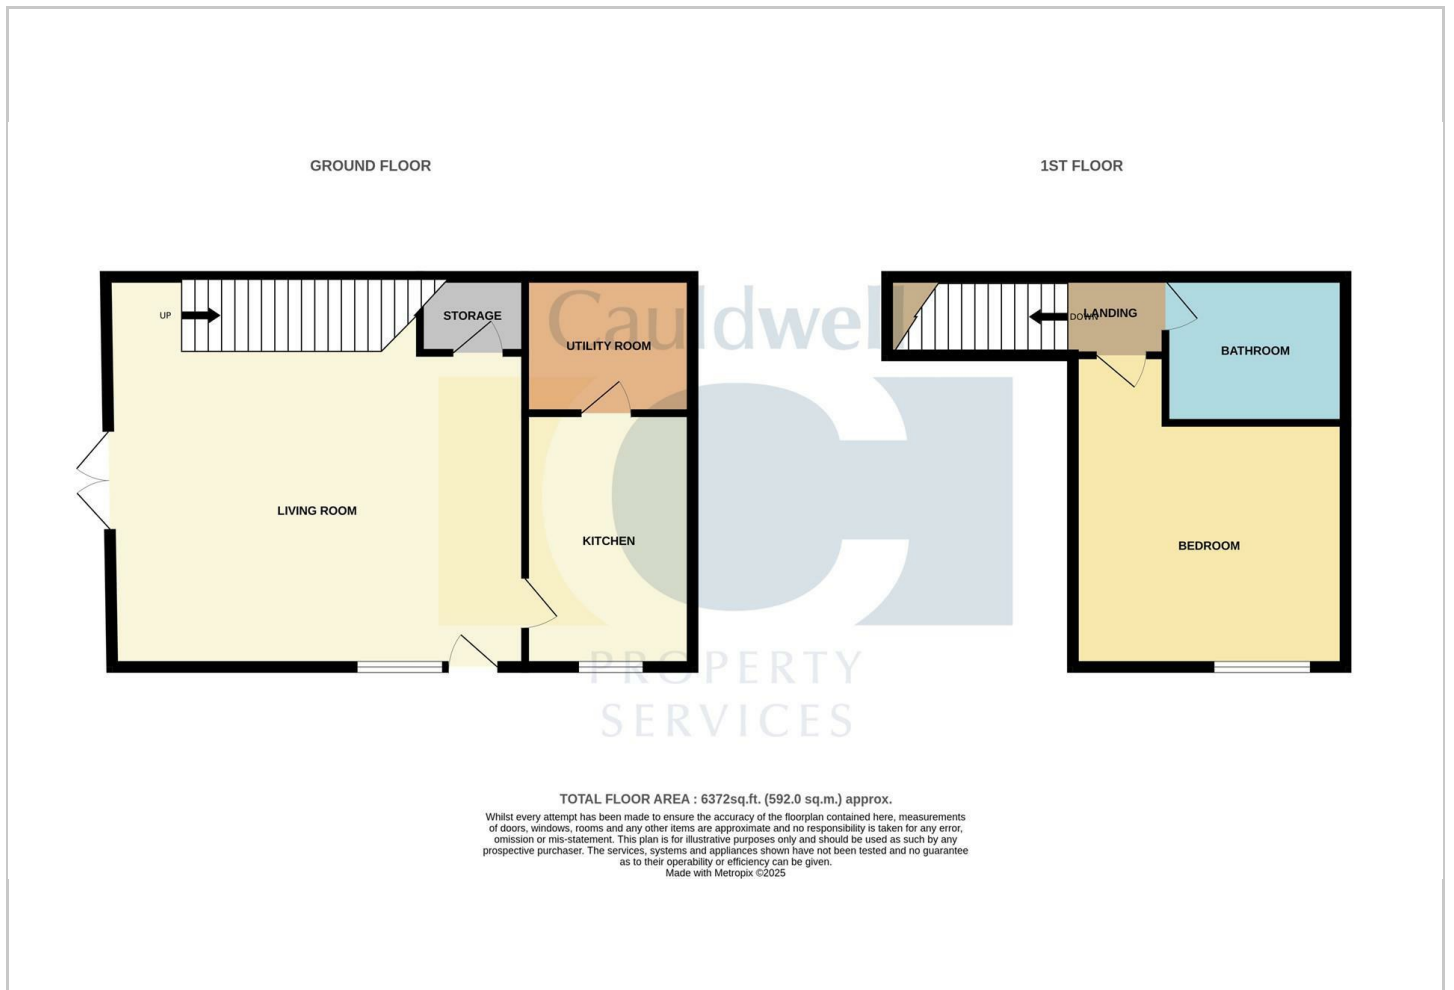 GROUND FLOOR
1ST FLOOR
UP
STORAGE
UTILITY ROOM
LIVING ROOM
KITCHEN
DOWN
LANDING
BATHROOM
BEDROOM
Cauldwell
PROPERTY
SERVICES
TOTAL FLOOR AREA : 6372sq.ft. (592.0 sq.m.) approx.
Whilst every attempt has been made to ensure the accuracy of the floorplan contained here, measurements
of doors, windows, rooms and any other items are approximate and no responsibility is taken for any error,
omission or mis-statement. This plan is for illustrative purposes only and should be used as such by any
prospective purchaser. The services, systems and appliances shown have not been tested and no guarantee
as to their operability or efficiency can be given.
Made with Metropix ©2025